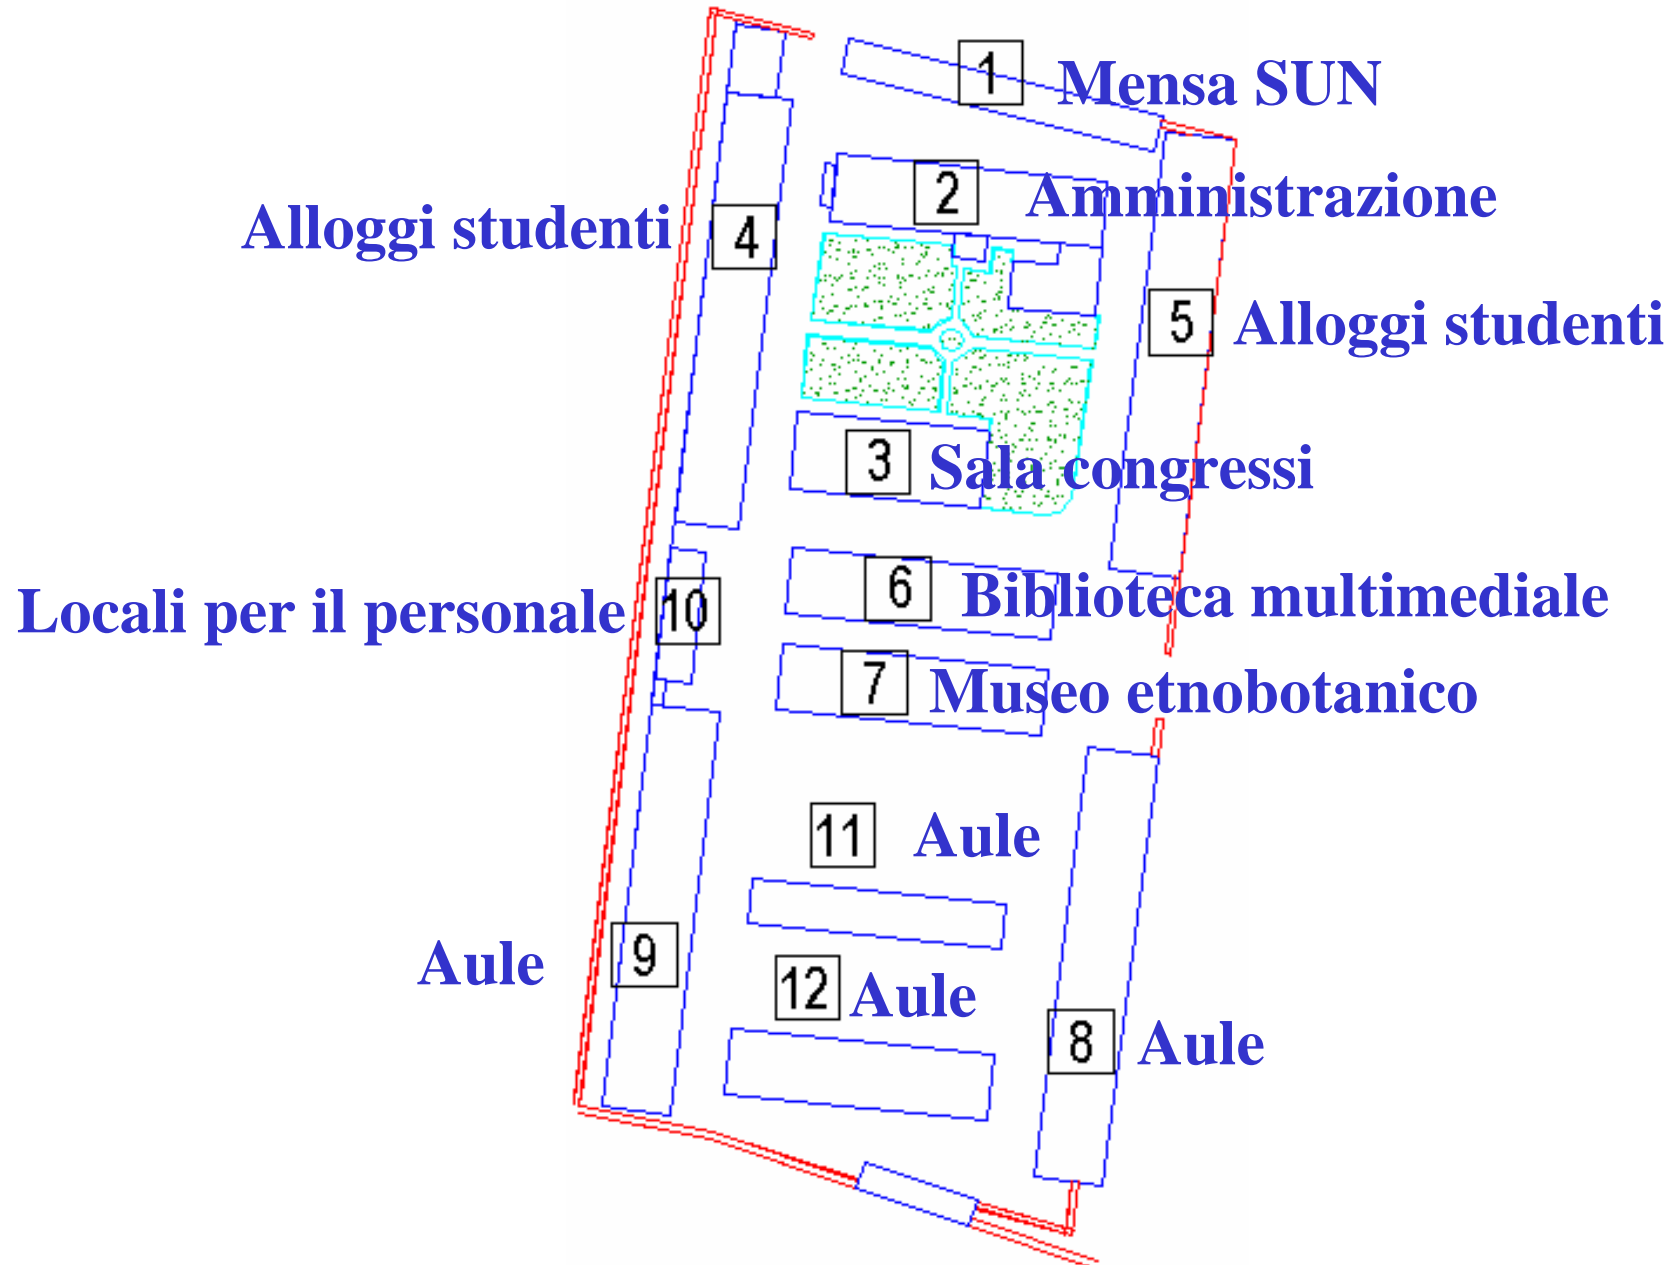 1 Mensa SUN
2 Amministrazione
Alloggi studenti 4
5 Alloggi studenti
3 Sala congressi
6 Biblioteca multimediale
Locali per il personale 10
7 Museo etnobotanico
11 Aule
Aule 9
12 Aule
8 Aule